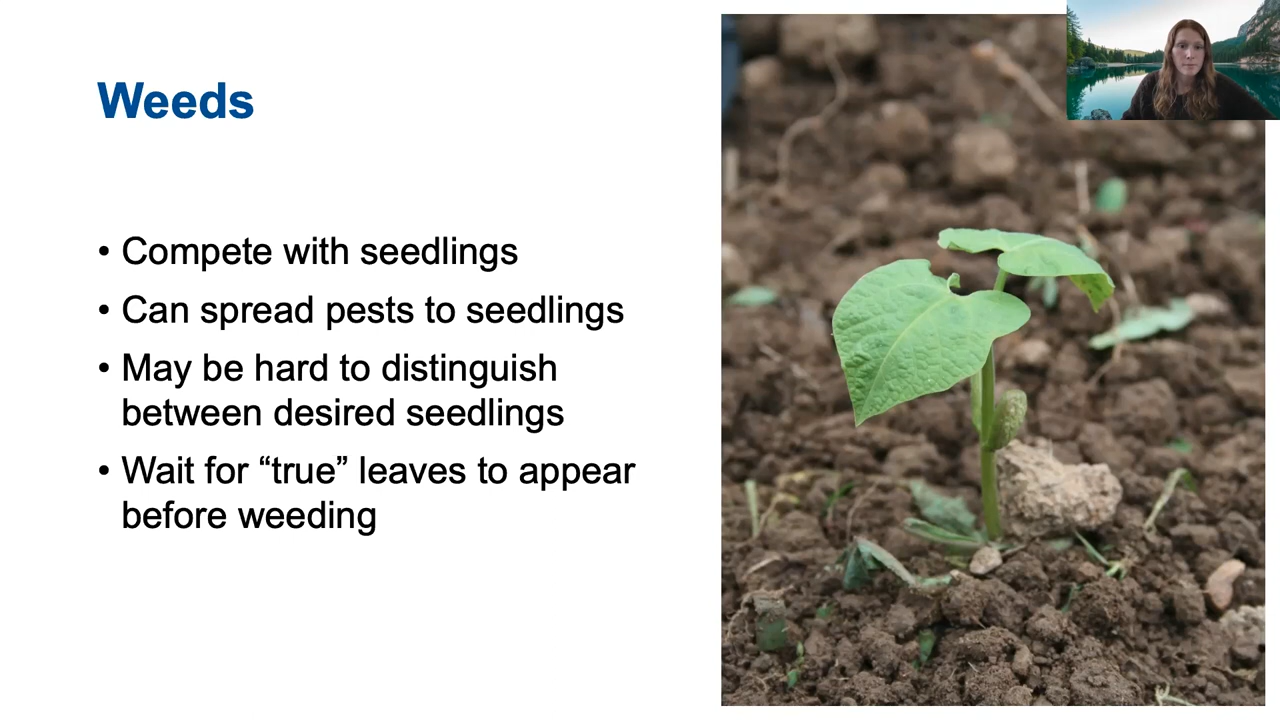 Weeds
• Compete with seedlings
• Can spread pests to seedlings
• May be hard to distinguish
between desired seedlings
• Wait for “true” leaves to appear
before weeding